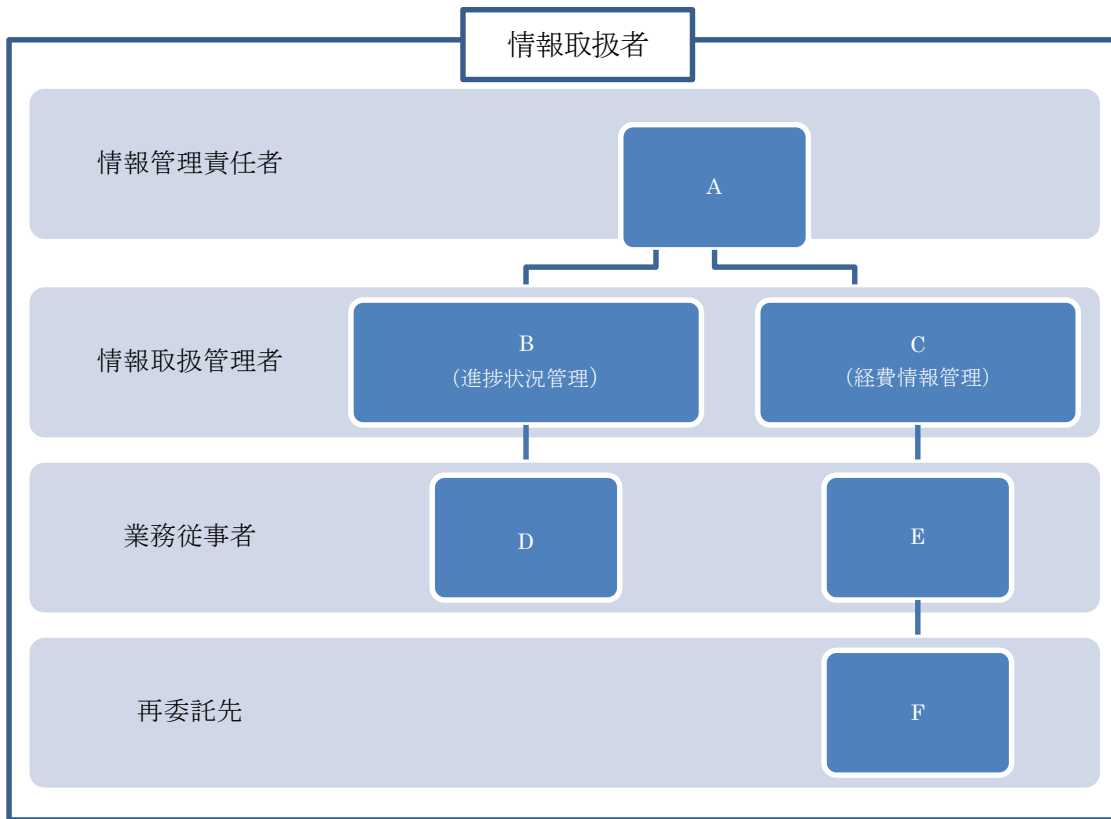 情報取扱者
情報管理責任者
A
情報取扱管理者
B
（進捗状況管理）
C
（経費情報管理）
業務従事者
D
E
再委託先
F